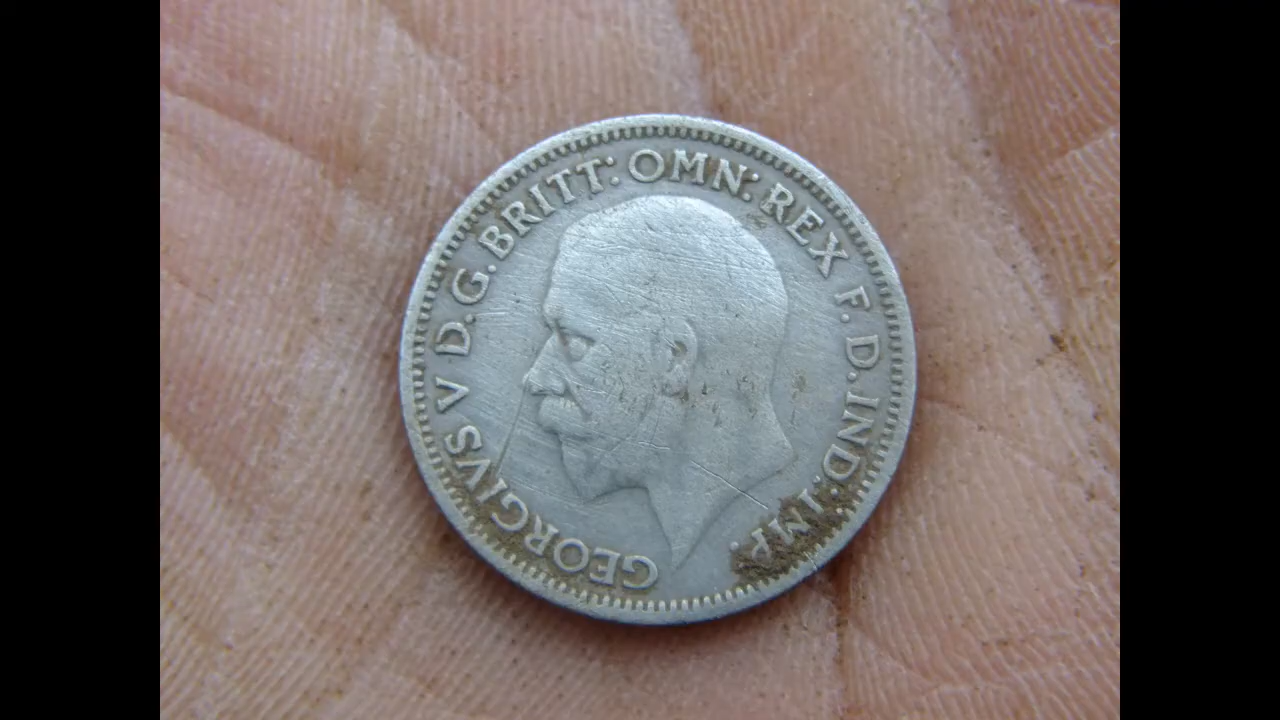 GEORGIVS V D.G. BRITT: OMN: REX F. D. IND: IMP.